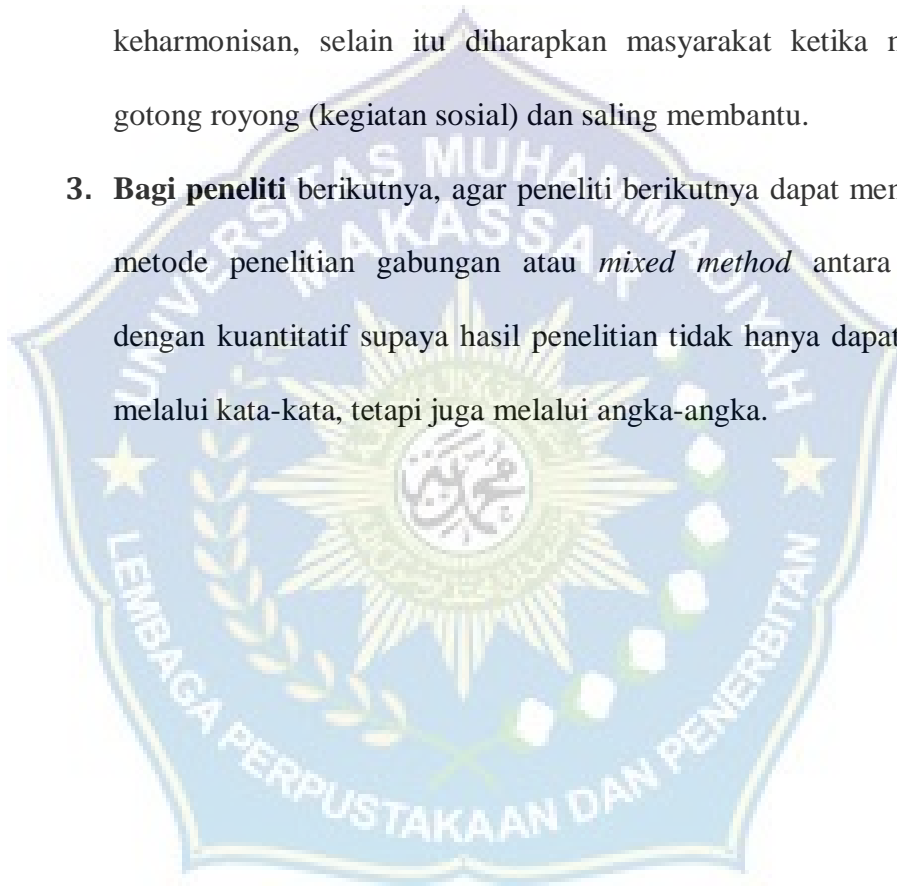 keharmonisan, selain itu diharapkan masyarakat ketika
gotong royong (kegiatan sosial) dan saling membantu.
3. Bagi peneliti berikutnya, agar peneliti berikutnya dapat
metode penelitian gabungan atau mixed method antara
dengan kuantitatif supaya hasil penelitian tidak hanya dapat
melalui kata-kata, tetapi juga melalui angka-angka.
UNIVERSITAS MUHAMMADIYAH
MAKASSAR
LEMBAGA PERPUSTAKAAN DAN PENERBITAN